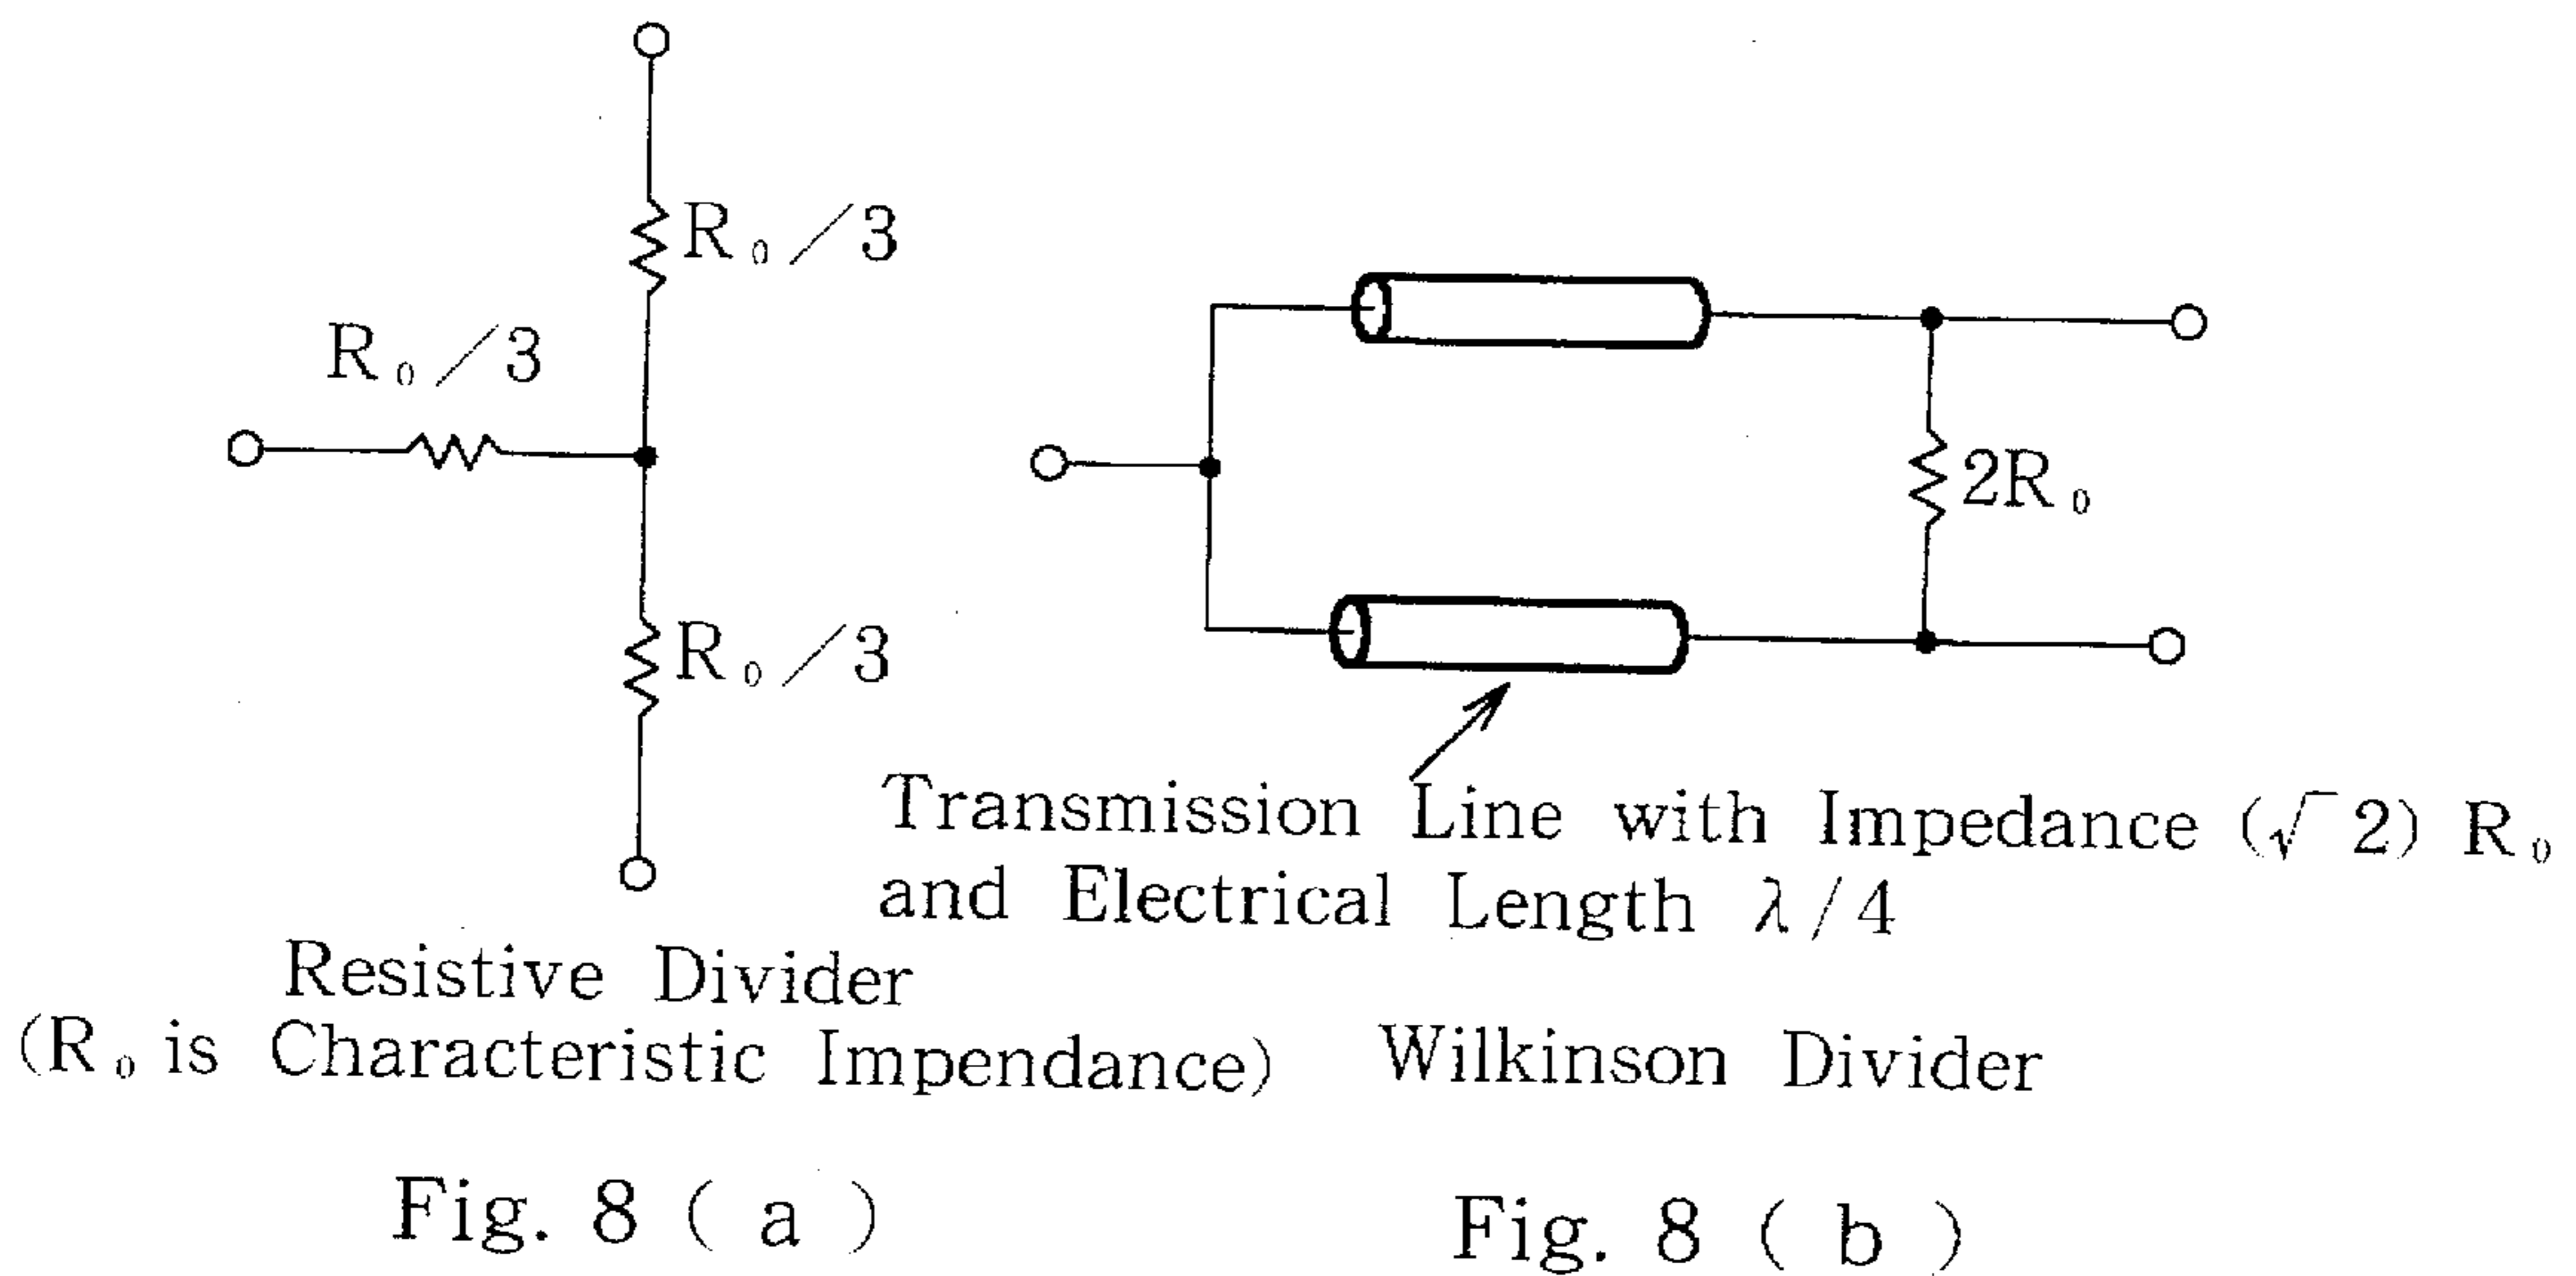 R₀/3
R₀/3
R₀/3
2R₀
Transmission Line with Impedance (√2) R₀
and Electrical Length λ/4
Resistive Divider
(R₀ is Characteristic Impendance)
Wilkinson Divider
Fig. 8 ( a )
Fig. 8 ( b )